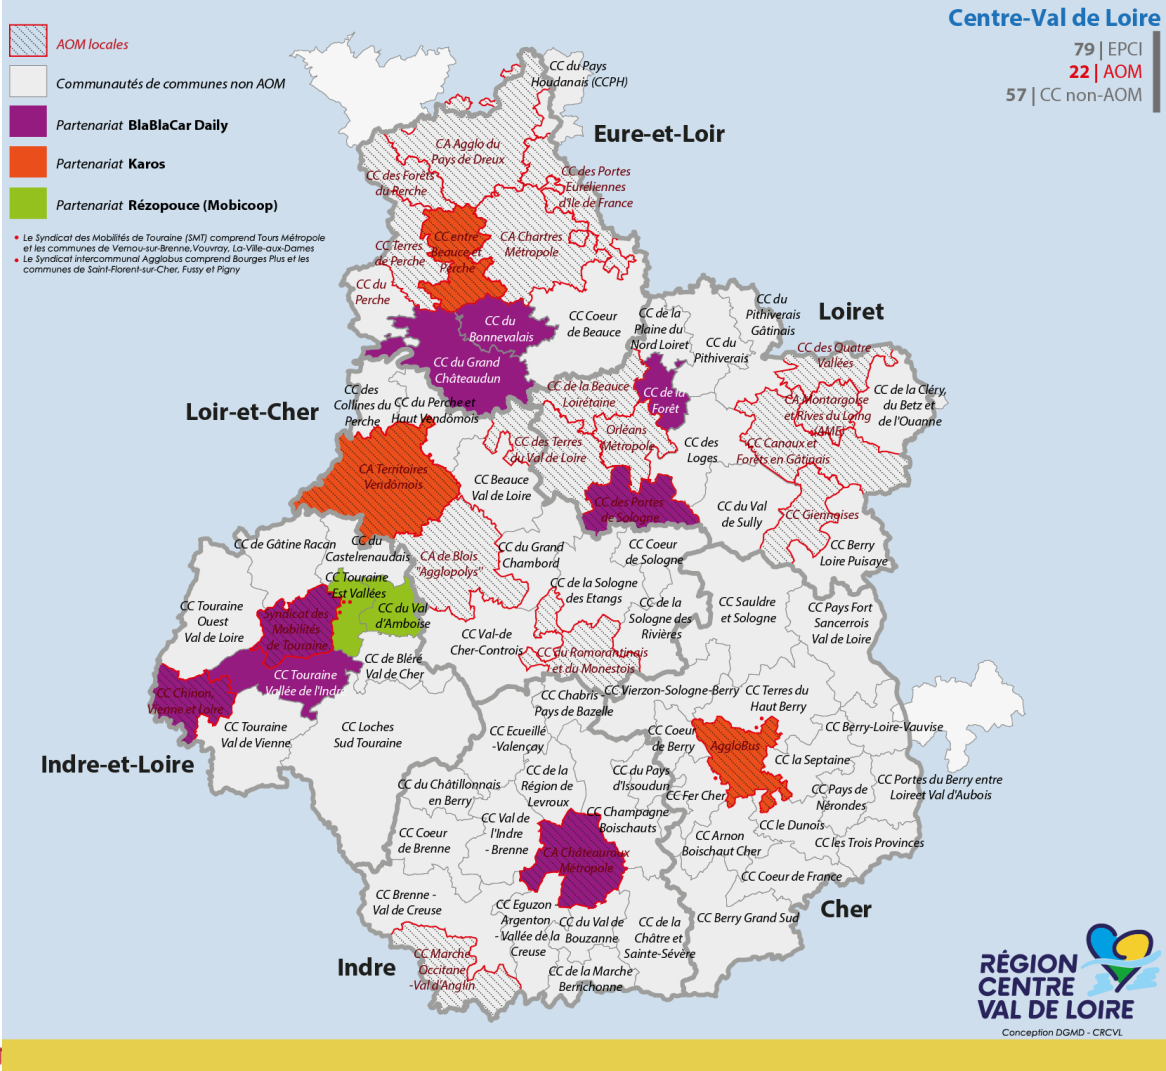 Centre-Val de Loire
79 | EPCI
22 | AOM
57 | CC non-AOM
AOM locales
Communautés de communes non AOM
Partenariat BlaBlaCar Daily
Partenariat Karos
Partenariat Rézopouce (Mobicoop)
• Le Syndicat des Mobilités de Touraine (SMT) comprend Tours Métropole
et les communes de Vernou-sur-Brenne, Vouvray, La-Ville-aux-Dames
• Le Syndicat intercommunal Agglobus comprend Bourges Plus et les
communes de Saint-Florent-sur-Cher, Fussy et Pigny
CC du Pays
Houdanais (CCPH)
Eure-et-Loir
CA Agglo du
Pays de Dreux
CC des Forêts
du Perche
CC des Portes
Euréliennes
d'Ile de France
CC entre
Beauce et
Perche
CA Chartres
Métropole
CC Terres
de Perche
CC du
Perche
CC du
Bonnevalais
CC Coeur
de Beauce
CC du Grand
Châteaudun
CC de la
Plaine du
Nord Loiret
CC du
Pithiverais
Gâtinais
CC du
Pithiverais
Loiret
CC des Quatre
Vallées
CC de la Cléry,
du Betz et
de l'Ouanne
CA Montargoise
et Rives du Loing
(AME)
CC Canaux et
Forêts en Gâtinais
CC de la Beauce
Loirétaine
CC de la
Forêt
Orléans
Métropole
CC des
Loges
CC des Terres
du Val de Loire
CC des Portes
de Sologne
CC du Val
de Sully
CC Giennoises
CC Berry
Loire Puisaye
Loir-et-Cher
CC des
Collines du
Perche
CC du Perche et
Haut Vendômois
CA Territoires
Vendômois
CC Beauce
Val de Loire
CA de Blois
"Agglopolys"
CC du Grand
Chambord
CC Coeur
de Sologne
CC de la Sologne
des Etangs
CC de la
Sologne des
Rivières
CC Val-de
Cher-Controis
CC du Romorantinais
et du Monestois
CC de Gâtine Racan
CC du
Castelrenaudais
CC Touraine
Est Vallées
CC du Val
d'Amboise
CC Touraine
Ouest
Val de Loire
Syndicat des
Mobilités
de Touraine
CC de Bléré
Val de Cher
CC Touraine
Vallée de l'Indre
CC Chinon,
Vienne et Loire
CC Touraine
Val de Vienne
CC Loches
Sud Touraine
Indre-et-Loire
CC Sauldre
et Sologne
CC Pays Fort
Sancerrois
Val de Loire
CC Chabris -
Pays de Bazelle
CC Vierzon-Sologne-Berry
CC Terres du
Haut Berry
CC Berry-Loire-Vauvise
CC Coeur
de Berry
AggloBus
CC la Septaine
CC Portes du Berry entre
Loireet Val d'Aubois
CC Fer Cher
CC Pays de
Nérondes
CC le Dunois
CC les Trois Provinces
CC Arnon
Boischaut Cher
CC Coeur de France
CC Berry Grand Sud
Cher
CC Ecueillé
-Valençay
CC de la
Région de
Levroux
CC du Pays
d'Issoudun
CC du Châtillonnais
en Berry
CC Champagne
Boischauts
CC Val de
l'Indre
- Brenne
CC Coeur
de Brenne
CA Châteauroux
Métropole
CC Brenne -
Val de Creuse
CC Eguzon -
Argenton
- Vallée de la
Creuse
CC du Val de
Bouzanne
CC de la
Châtre et
Sainte-Sévère
CC de la Marche
Berrichonne
CC Marche
Occitane
-Val d'Anglin
Indre
RÉGION
CENTRE
VAL DE LOIRE
Conception DGMD - CRCVL